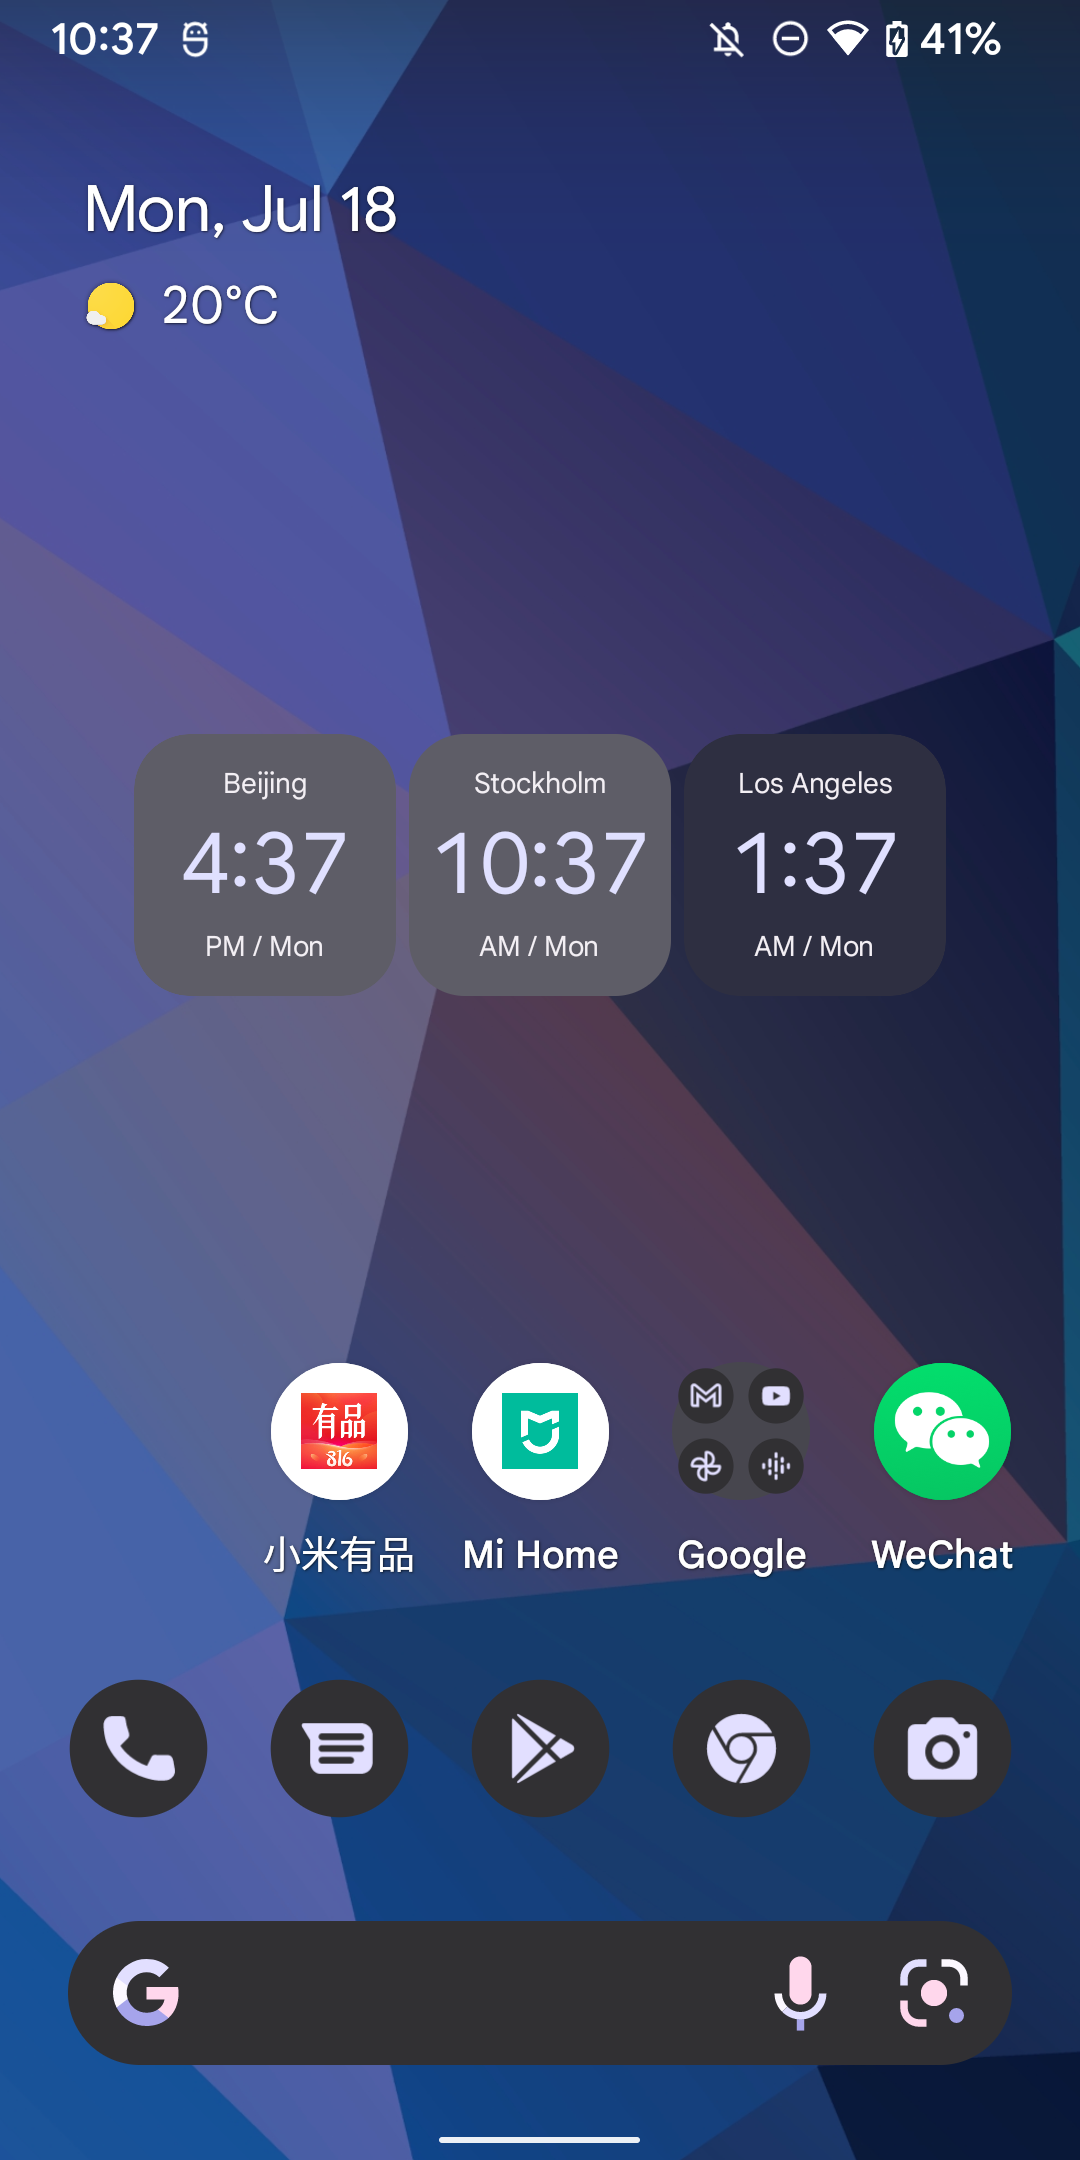 10:37
41%
Mon, Jul 18
20°C
Beijing
4:37
PM / Mon
Stockholm
10:37
AM / Mon
Los Angeles
1:37
AM / Mon
有品
816
小米有品
Mi Home
Google
WeChat